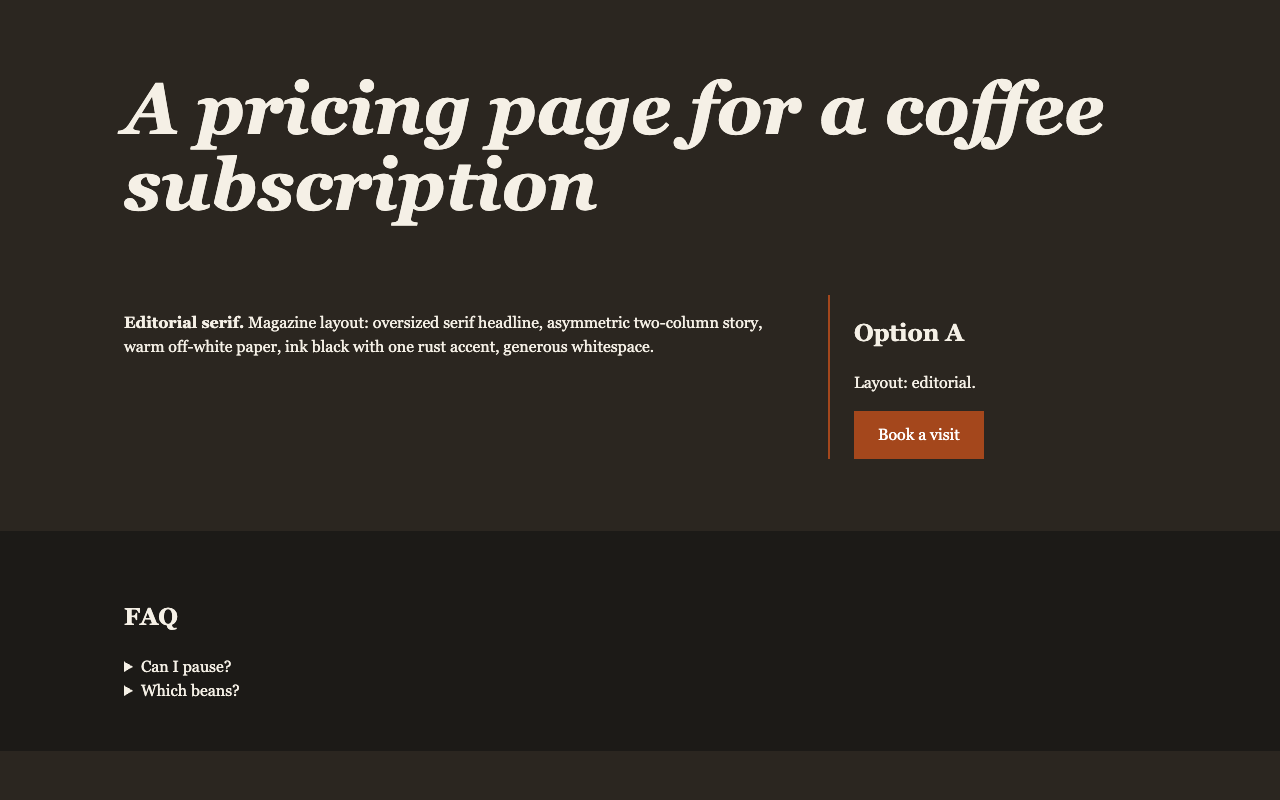 A pricing page for a coffee
subscription
Editorial serif. Magazine layout: oversized serif headline, asymmetric two-column story,
warm off-white paper, ink black with one rust accent, generous whitespace.
Option A
Layout: editorial.
Book a visit
FAQ
Can I pause?
Which beans?